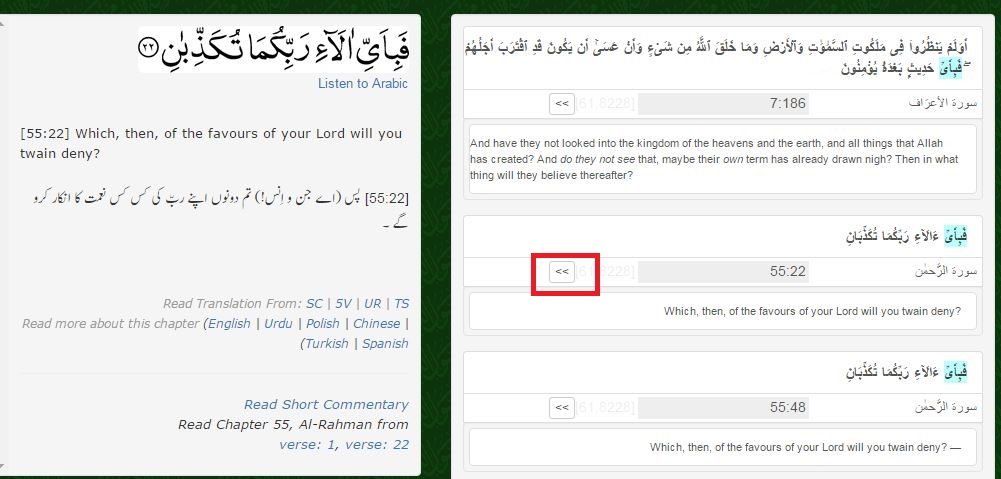 فَبِاَيِّ اٰلَآءِ رَبِّكُمَا تُكَذِّبٰنِ ﴿۲۲﴾
Listen to Arabic
[55:22] Which, then, of the favours of your Lord will you
twain deny?
[55:22] پس (اے جن و اِنس!) تم دونوں اپنے ربّ کی کس کس نعمت کا انکار کرو
گے ۔
Read Translation From: SC | 5V | UR | TS
Read more about this chapter (English | Urdu | Polish | Chinese |
(Turkish | Spanish
Read Short Commentary
Read Chapter 55, Al-Rahman from
verse: 1, verse: 22
أَوَلَمْ يَنظُرُوا۟ فِى مَلَكُوتِ ٱلسَّمَٰوَٰتِ وَٱلْأَرْضِ وَمَا خَلَقَ ٱللَّهُ مِن شَىْءٍ وَأَنْ عَسَىٰٓ أَن يَكُونَ قَدِ ٱقْتَرَبَ أَجَلُهُمْ
ۖ فَبِأَىِّ حَدِيثٍۭ بَعْدَهُۥ يُؤْمِنُونَ
<< [61.8228] 7:186 سورة الأعراف
And have they not looked into the kingdom of the heavens and the earth, and all things that Allah
has created? And do they not see that, maybe their own term has already drawn nigh? Then in what
thing will they believe thereafter?
فَبِأَىِّ ءَالَآءِ رَبِّكُمَا تُكَذِّبَانِ
<< [61.8228] 55:22 سورة الرَّحمٰن
Which, then, of the favours of your Lord will you twain deny?
فَبِأَىِّ ءَالَآءِ رَبِّكُمَا تُكَذِّبَانِ
<< [61.8228] 55:48 سورة الرَّحمٰن
Which, then, of the favours of your Lord will you twain deny? —